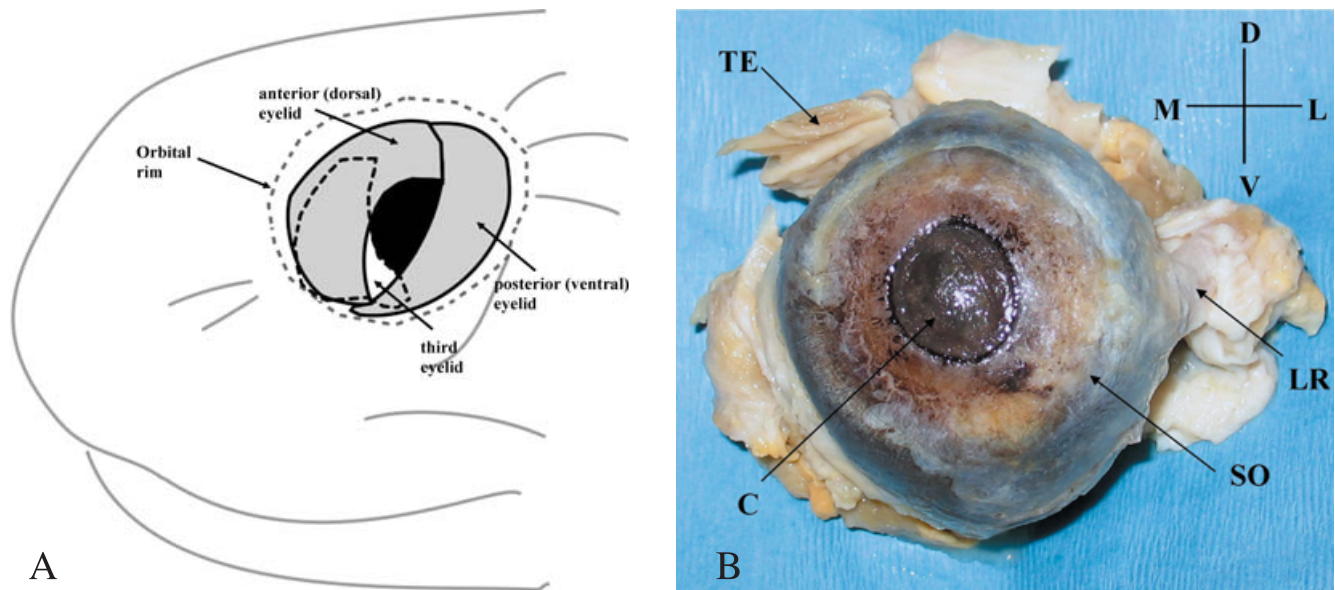 anterior (dorsal)
eyelid
Orbital
rim
posterior (ventral)
eyelid
third
eyelid
A
TE
D
M
L
V
LR
SO
C
B